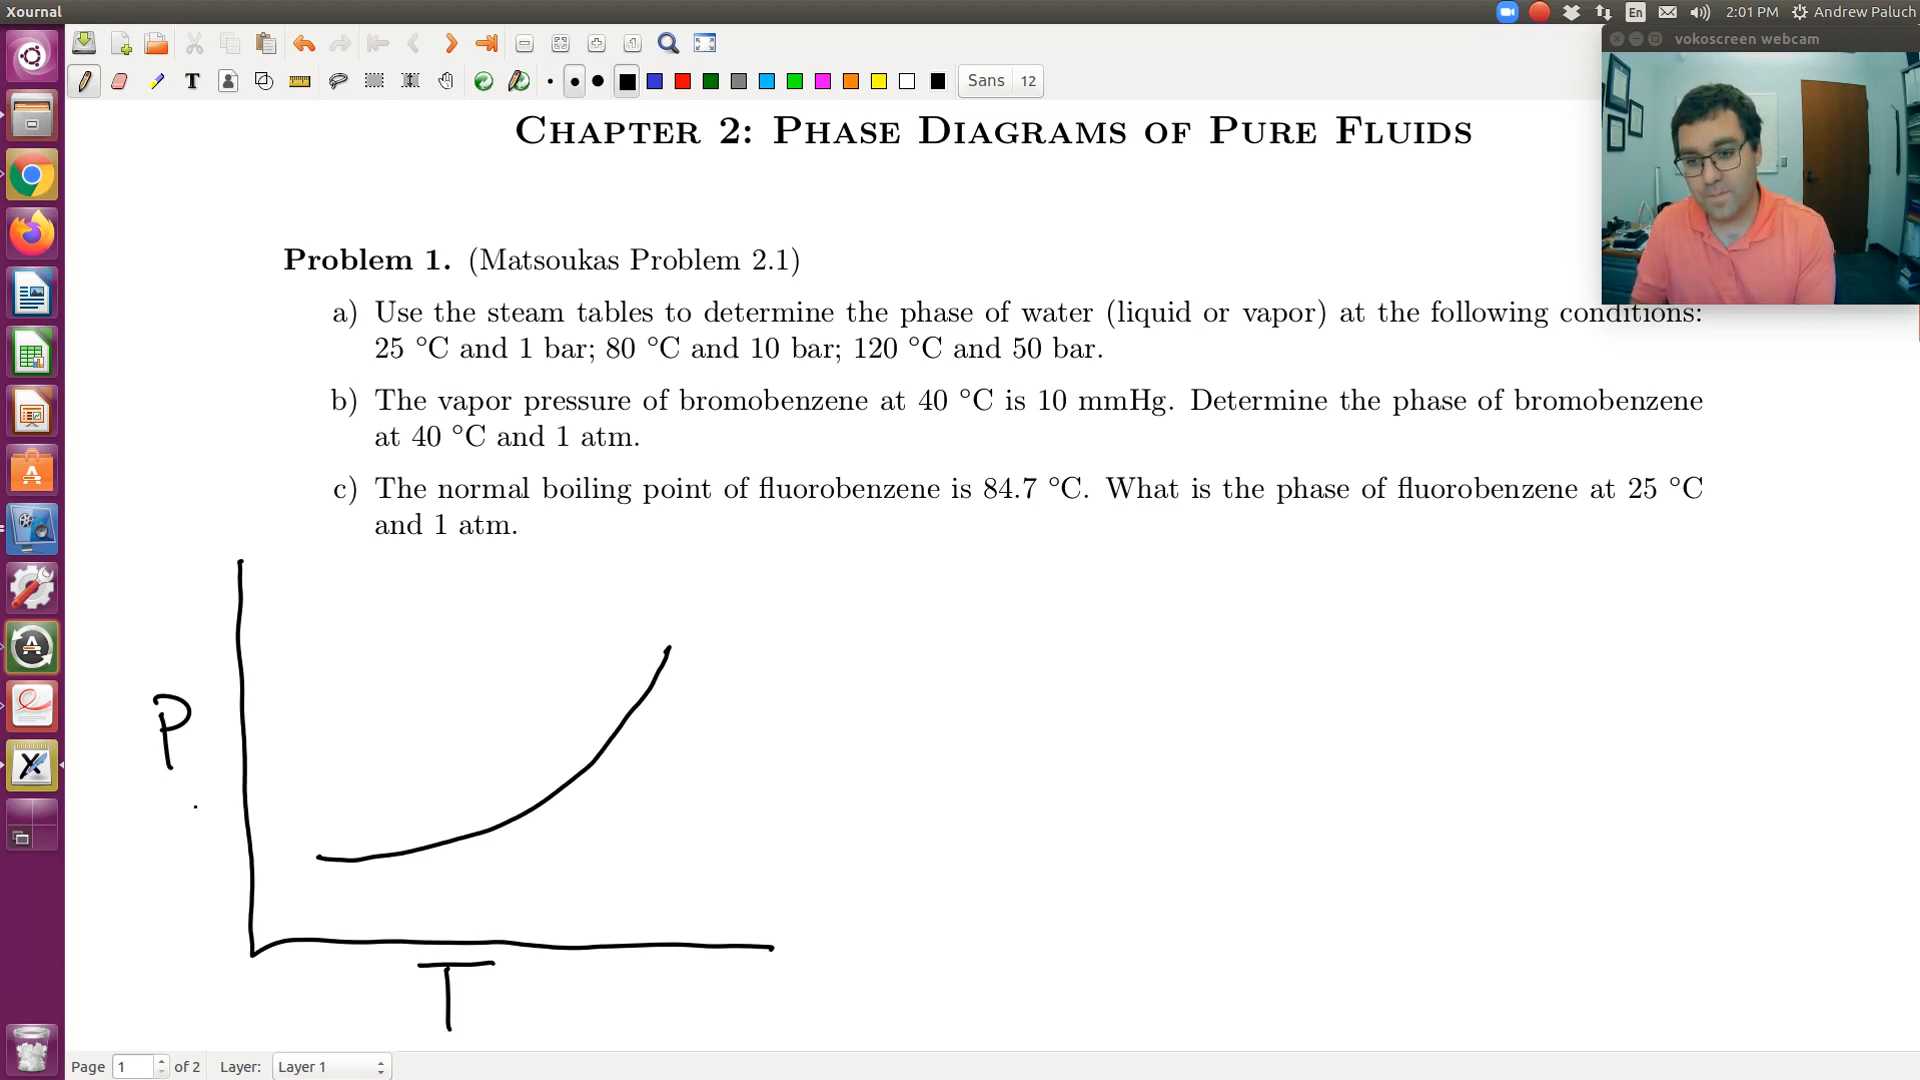 Xournal
En
2:01 PM
Andrew Paluch
vokoscreen webcam
T
Sans 12
CHAPTER 2: PHASE DIAGRAMS OF PURE FLUIDS
Problem 1. (Matsoukas Problem 2.1)
a) Use the steam tables to determine the phase of water (liquid or vapor) at the following conditions:
25 °C and 1 bar; 80 °C and 10 bar; 120 °C and 50 bar.
b) The vapor pressure of bromobenzene at 40 °C is 10 mmHg. Determine the phase of bromobenzene
at 40 °C and 1 atm.
c) The normal boiling point of fluorobenzene is 84.7 °C. What is the phase of fluorobenzene at 25 °C
and 1 atm.
P
T
Page 1 of 2 Layer: Layer 1